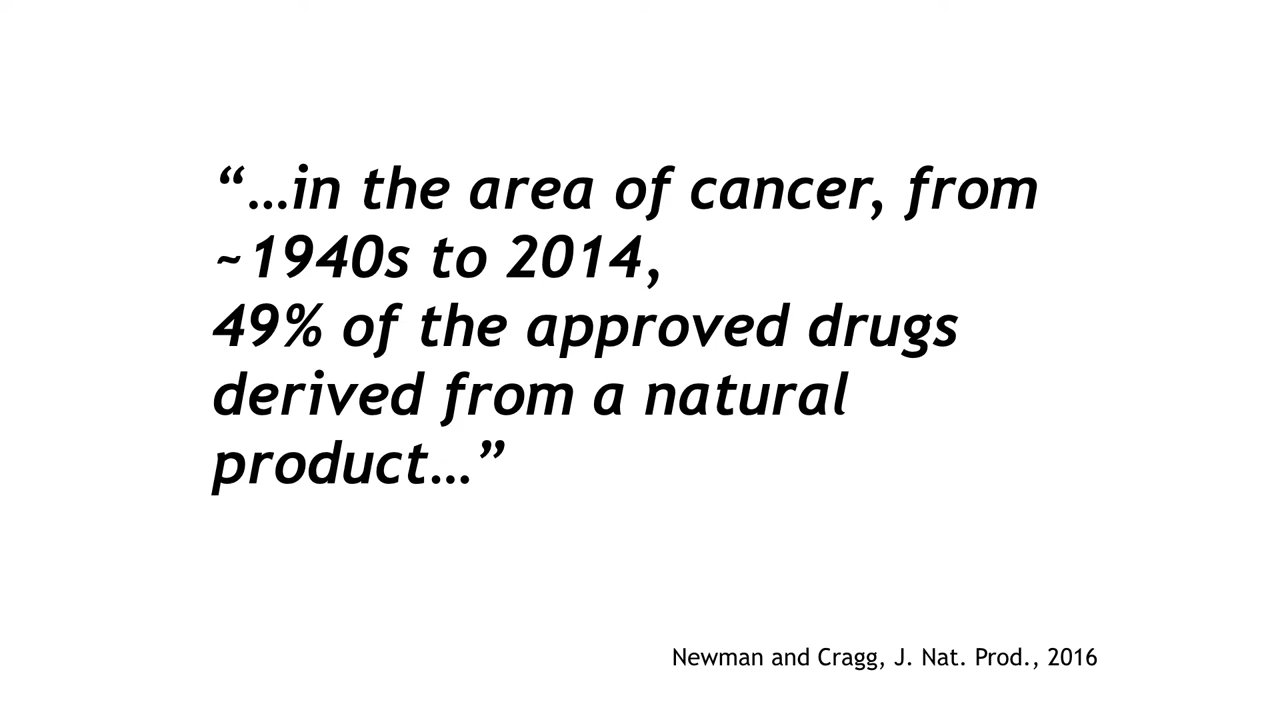 “…in the area of cancer, from
~1940s to 2014,
49% of the approved drugs
derived from a natural
product…”
Newman and Cragg, J. Nat. Prod., 2016